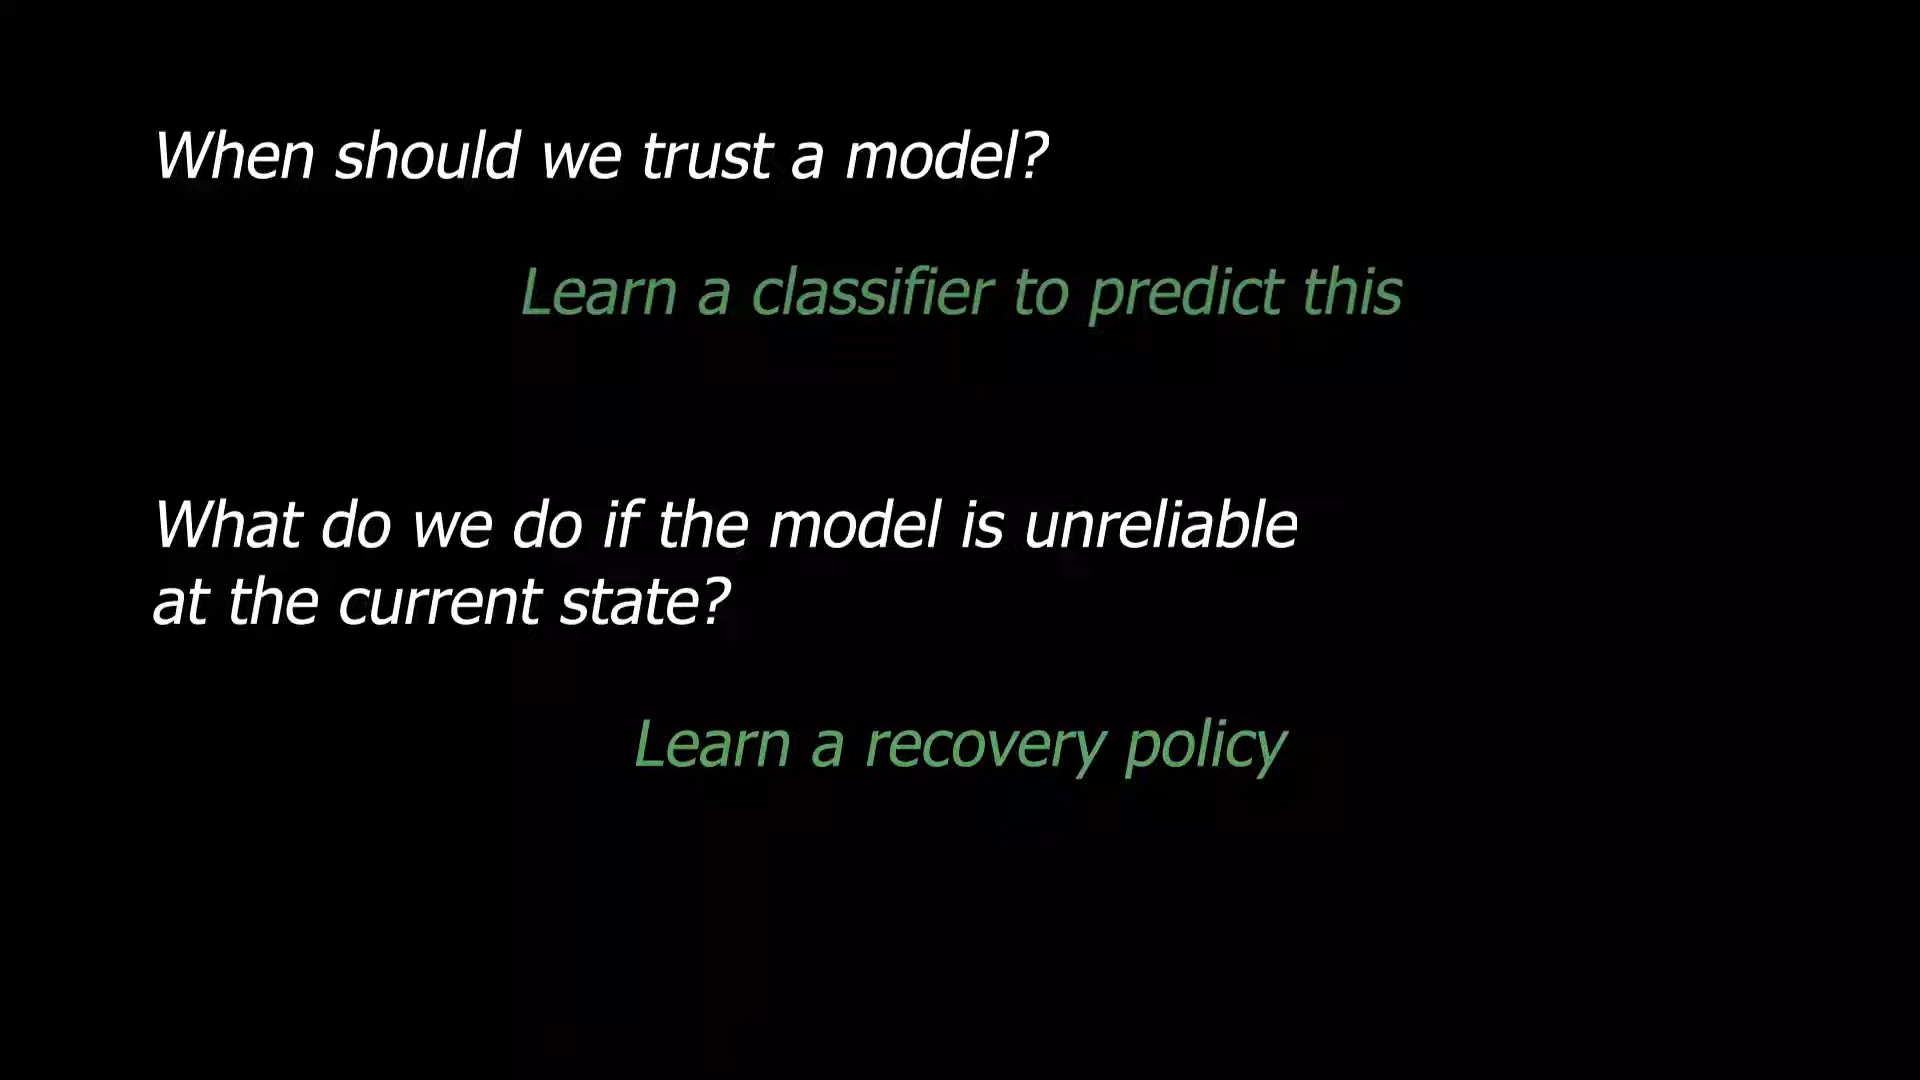 When should we trust a model?
Learn a classifier to predict this
What do we do if the model is unreliable
at the current state?
Learn a recovery policy